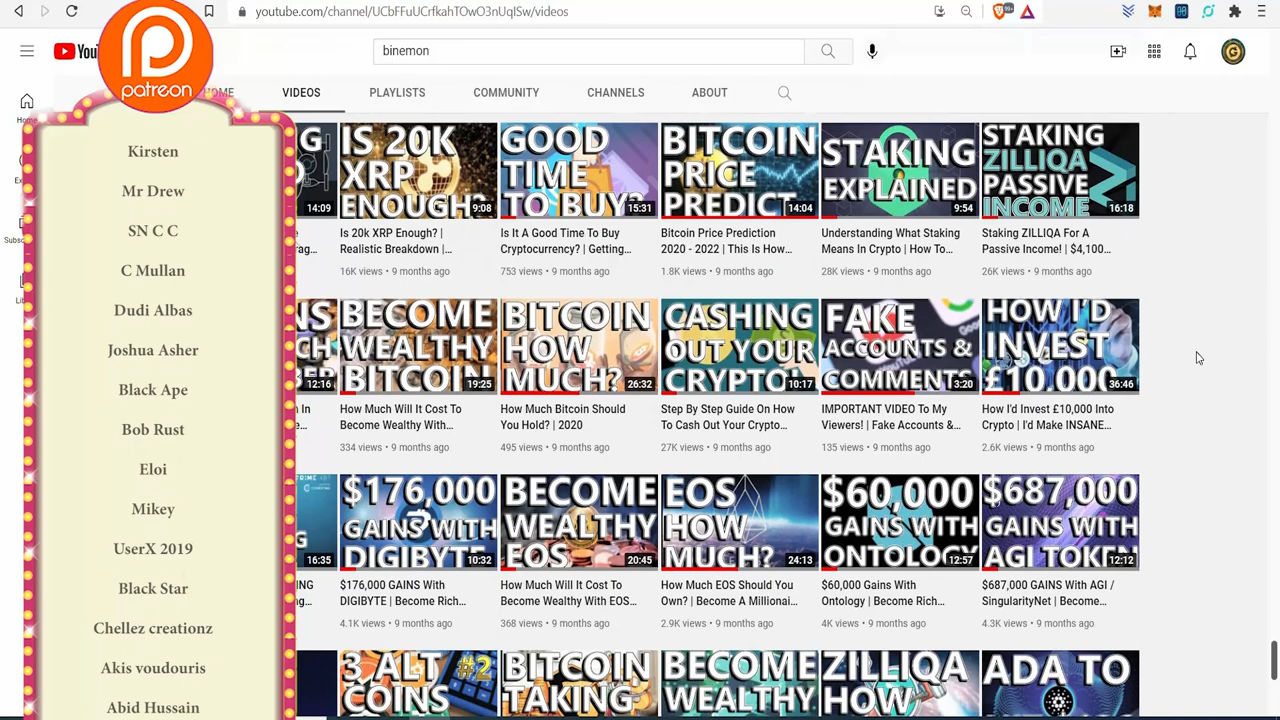 youtube.com/channel/UCbFFuUCrfkahTOwO3nUqISw/videos
99+
You
binemon
HOME
VIDEOS
PLAYLISTS
COMMUNITY
CHANNELS
ABOUT
patreon
Kirsten
Mr Drew
SN C C
C Mullan
Dudi Albas
Joshua Asher
Black Ape
Bob Rust
Eloi
Mikey
UserX 2019
Black Star
Chellez creationz
Akis voudouris
Abid Hussain
14:09
IS 20K
XRP
ENOUGH
9:08
GOOD
TIME
TO BUY?
15:31
BITCOIN
PRICE
PREDICT
14:04
STAKING
EXPLAINED
9:54
STAKING
ZILLIQA
PASSIVE
INCOME
16:18
Is 20k XRP Enough? |
Realistic Breakdown |...
16K views • 9 months ago
Is It A Good Time To Buy
Cryptocurrency? | Getting...
753 views • 9 months ago
Bitcoin Price Prediction
2020 - 2022 | This Is How...
1.8K views • 9 months ago
Understanding What Staking
Means In Crypto | How To...
28K views • 9 months ago
Staking ZILLIQA For A
Passive Income! | $4,100...
26K views • 9 months ago
12:16
BECOME
WEALTHY
BITCOIN
19:25
BITCOIN
HOW
MUCH?
26:32
CASHING
OUT YOUR
CRYPTO
10:17
FAKE
ACCOUNTS &
COMMENTS
3:20
HOW I'D
INVEST
£10,000
36:46
How Much Will It Cost To
Become Wealthy With...
334 views • 9 months ago
How Much Bitcoin Should
You Hold? | 2020
495 views • 9 months ago
Step By Step Guide On How
To Cash Out Your Crypto...
27K views • 9 months ago
IMPORTANT VIDEO To My
Viewers! | Fake Accounts &...
135 views • 9 months ago
How I'd Invest £10,000 Into
Crypto | I'd Make INSANE...
2.6K views • 9 months ago
16:35
$176,000
GAINS WITH
DIGIBYTE
10:32
BECOME
WEALTHY
EOS
20:45
EOS
HOW
MUCH?
24:13
$60,000
GAINS WITH
ONTOLOGY
12:57
$687,000
GAINS WITH
AGI TOKEN
12:12
$176,000 GAINS With
DIGIBYTE | Become Rich...
4.1K views • 9 months ago
How Much Will It Cost To
Become Wealthy With EOS...
368 views • 9 months ago
How Much EOS Should You
Own? | Become A Millionai...
2.9K views • 9 months ago
$60,000 Gains With
Ontology | Become Rich...
4K views • 9 months ago
$687,000 GAINS With AGI /
SingularityNet | Become...
4.3K views • 9 months ago
3 ALT
COINS
#2
BITCOIN
TAKING
BECOME
WEALTHY
ZILLIQA
HOW
ADA TO